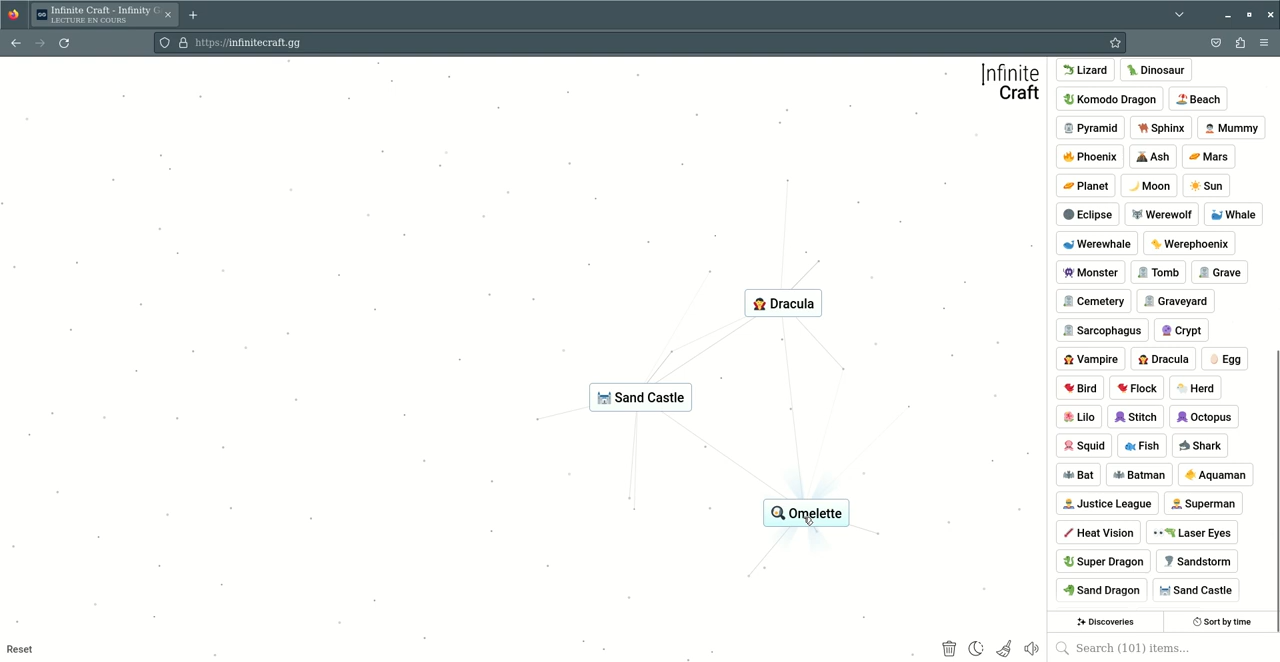 Infinite Craft - Infinity C
LECTURE EN COURS
https://infinitecraft.gg
Infinite
Craft
Dracula
Sand Castle
Omelette
Reset
Lizard Dinosaur
Komodo Dragon Beach
Pyramid Sphinx Mummy
Phoenix Ash Mars
Planet Moon Sun
Eclipse Werewolf Whale
Werewhale Werephoenix
Monster Tomb Grave
Cemetery Graveyard
Sarcophagus Crypt
Vampire Dracula Egg
Bird Flock Herd
Lilo Stitch Octopus
Squid Fish Shark
Bat Batman Aquaman
Justice League Superman
Heat Vision Laser Eyes
Super Dragon Sandstorm
Sand Dragon Sand Castle
Discoveries Sort by time
Search (101) items...